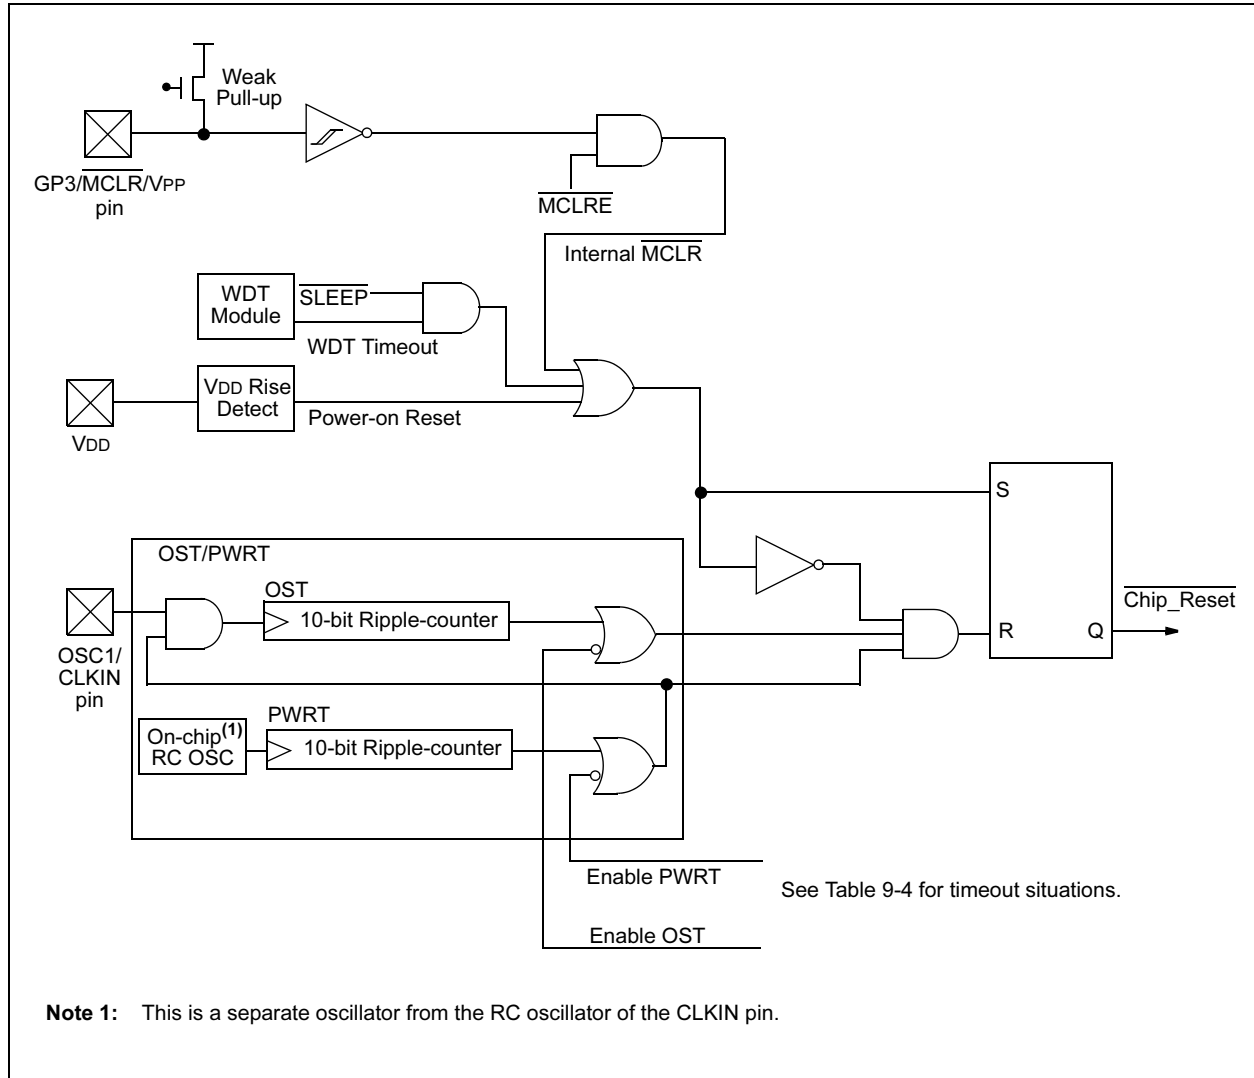 Weak
Pull-up
GP3/MCLR/VPP
pin
MCLRE
Internal MCLR
WDT
Module
SLEEP
WDT Timeout
VDD Rise
Detect
Power-on Reset
VDD
S
OST/PWRT
OST
10-bit Ripple-counter
Chip_Reset
R
Q
OSC1/
CLKIN
pin
PWRT
On-chip(1)
RC OSC
10-bit Ripple-counter
Enable PWRT
See Table 9-4 for timeout situations.
Enable OST
Note 1: This is a separate oscillator from the RC oscillator of the CLKIN pin.